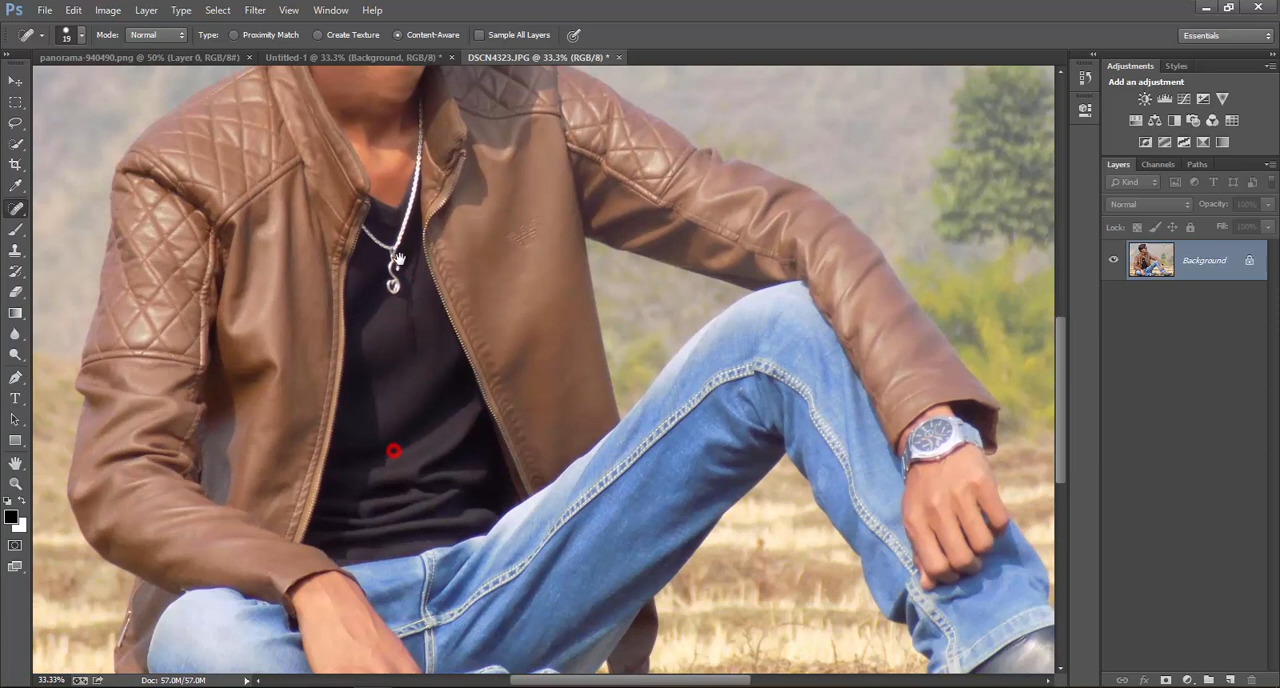 Ps File Edit Image Layer Type Select Filter View Window Help
19 Mode: Normal Type: Proximity Match Create Texture Content-Aware Sample All Layers Essentials
panorama-940490.png @ 50% (Layer 0, RGB/8#) × Untitled-1 @ 33.3% (Background, RGB/8) * × DSCN4323.JPG @ 33.3% (RGB/8) * ×
Adjustments Styles
Add an adjustment
Layers Channels Paths
Kind
Normal Opacity: 100%
Lock: Fill: 100%
Background
33.33% Doc: 57.0M/57.0M